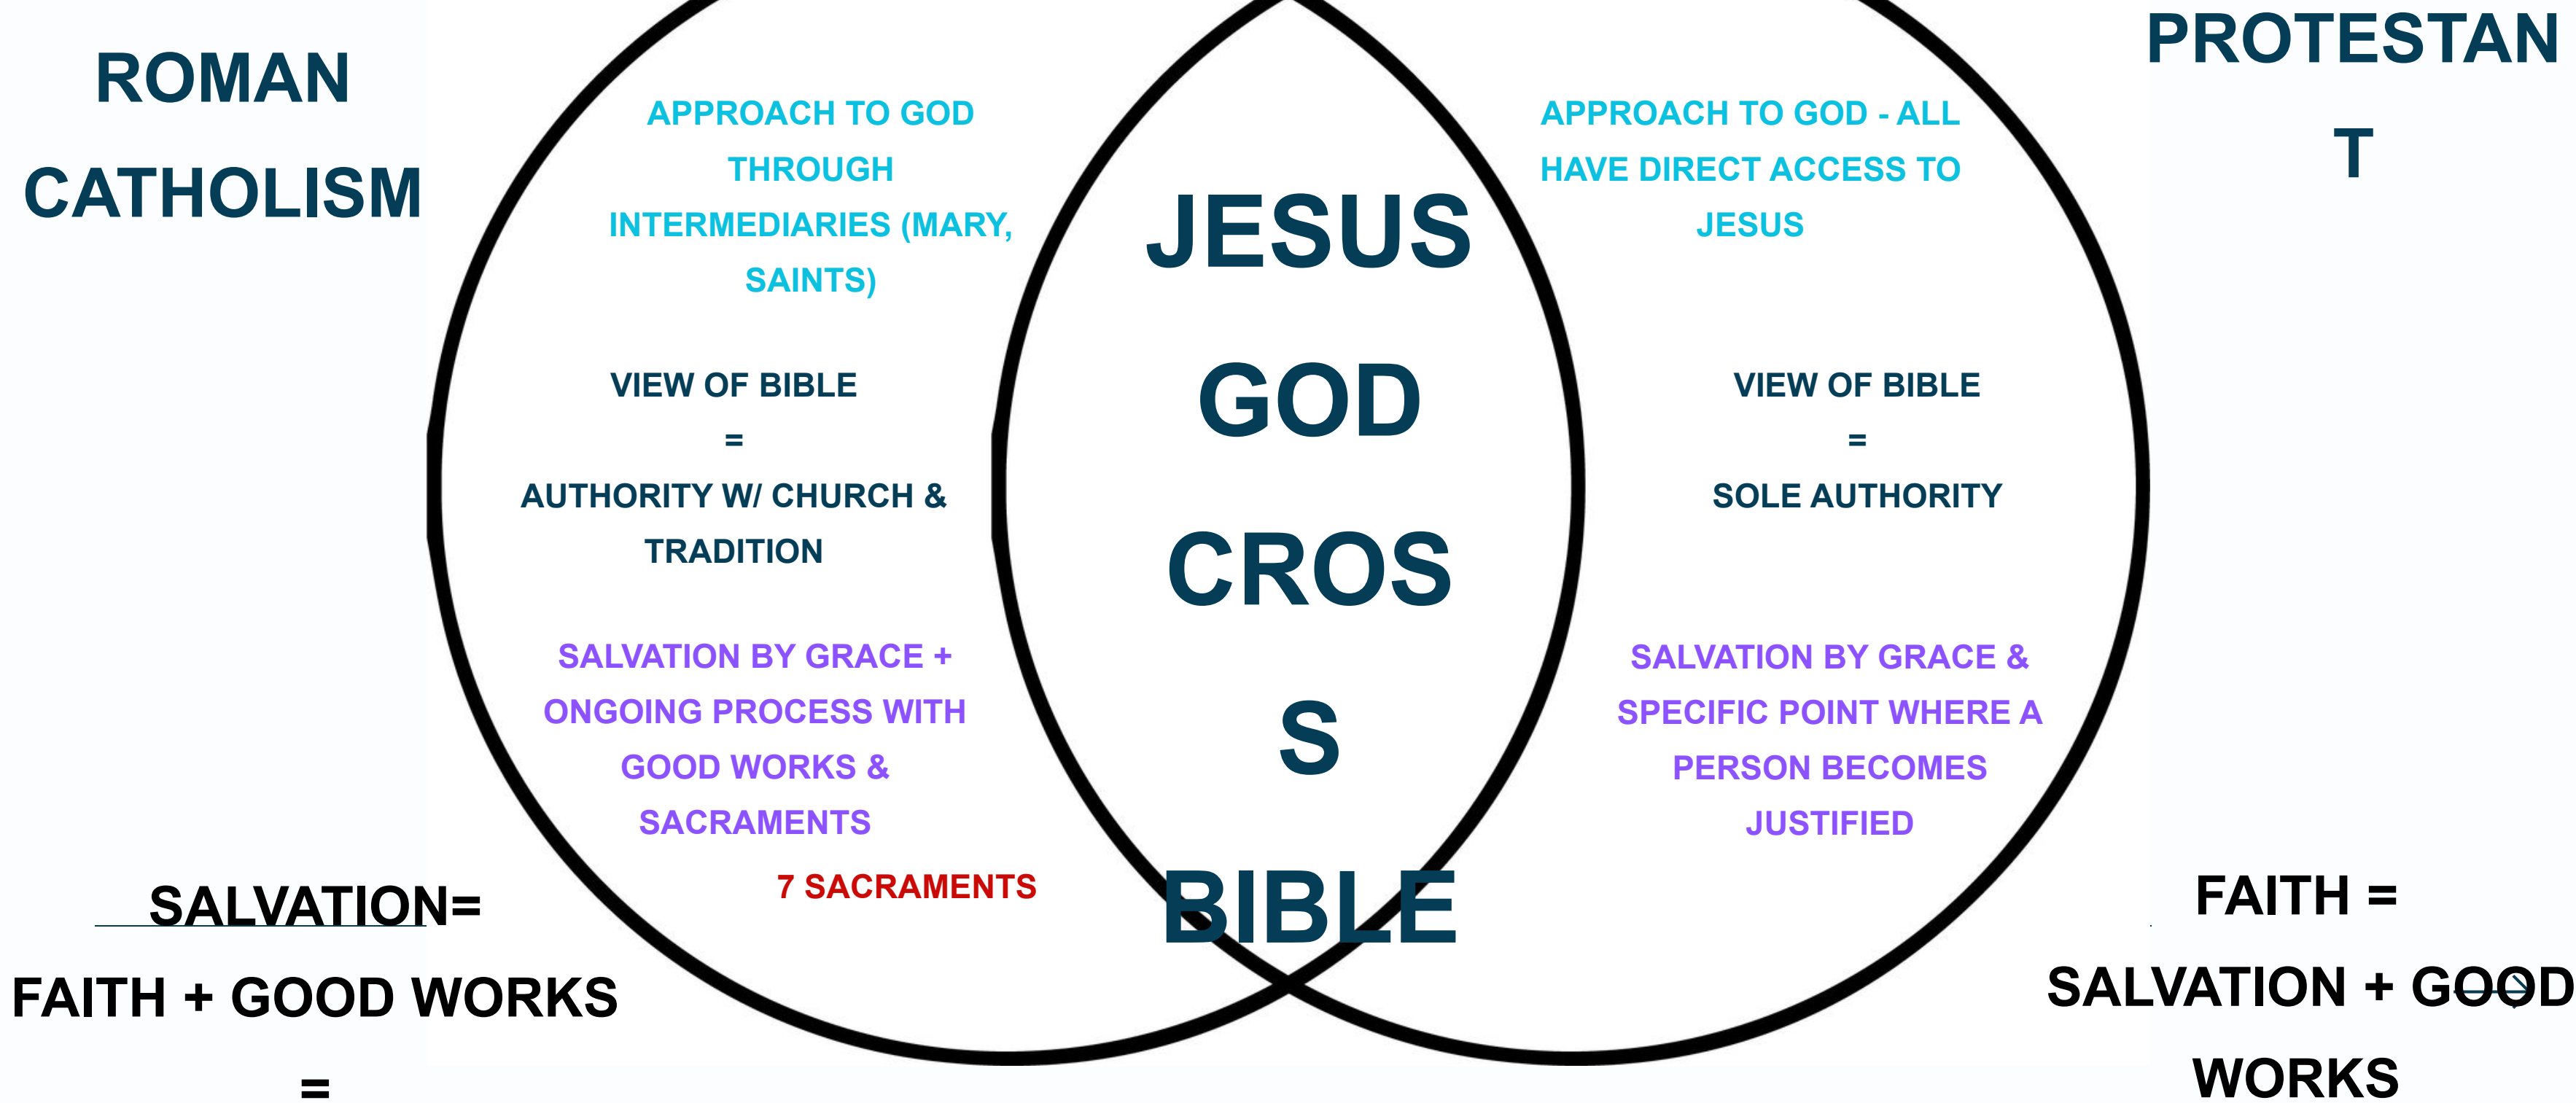 ROMAN
CATHOLISM
APPROACH TO GOD
THROUGH
INTERMEDIARIES (MARY,
SAINTS)
VIEW OF BIBLE
=
AUTHORITY W/ CHURCH &
TRADITION
SALVATION BY GRACE +
ONGOING PROCESS WITH
GOOD WORKS &
SACRAMENTS
7 SACRAMENTS
SALVATION=
FAITH + GOOD WORKS
=
JESUS
GOD
CROS
S
BIBLE
PROTESTAN
T
APPROACH TO GOD - ALL
HAVE DIRECT ACCESS TO
JESUS
VIEW OF BIBLE
=
SOLE AUTHORITY
SALVATION BY GRACE &
SPECIFIC POINT WHERE A
PERSON BECOMES
JUSTIFIED
FAITH =
SALVATION + GOOD
WORKS